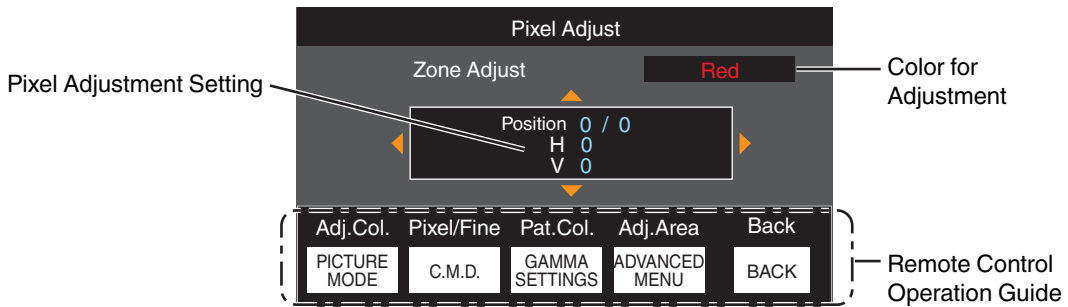 Pixel Adjust
Zone Adjust
Red
Color for
Adjustment
Pixel Adjustment Setting
Position 0 / 0
H 0
V 0
Adj.Col. Pixel/Fine Pat.Col. Adj.Area Back
PICTURE
MODE
C.M.D.
GAMMA
SETTINGS
ADVANCED
MENU
BACK
Remote Control
Operation Guide